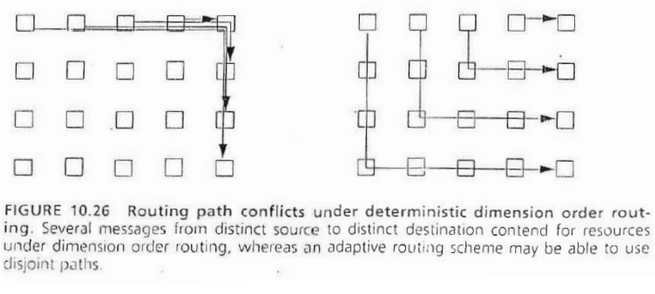 FIGURE 10.26 Routing path conflicts under deterministic dimension order rout-
ing. Several messages from distinct source to distinct destination contend for resources
under dimension order routing, whereas an adaptive routing scheme may be able to use
disjoint paths.